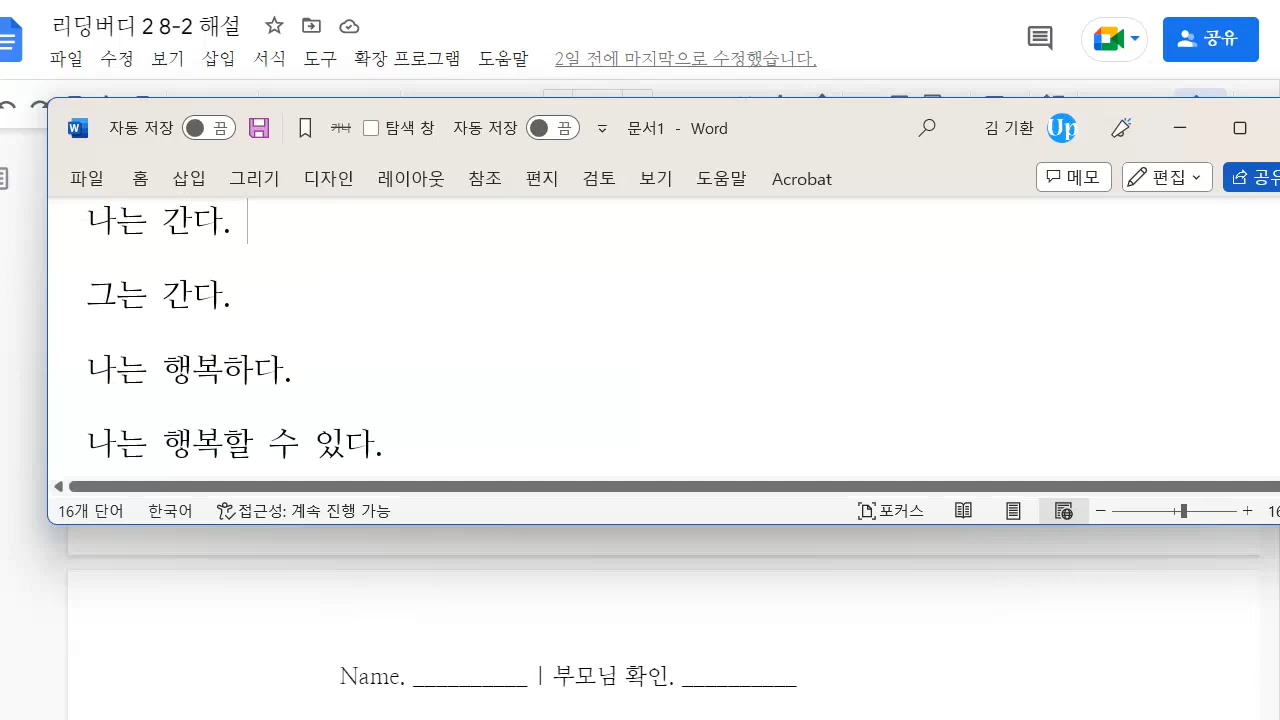 리딩버디 2 8-2 해설
파일 수정 보기 삽입 서식 도구 확장 프로그램 도움말 2일 전에 마지막으로 수정했습니다.
공유
자동 저장 끔 탐색 창 자동 저장 끔 문서1 - Word 김 기환 Up
파일 홈 삽입 그리기 디자인 레이아웃 참조 편지 검토 보기 도움말 Acrobat 메모 편집 공유
나는 간다.
그는 간다.
나는 행복하다.
나는 행복할 수 있다.
16개 단어 한국어 접근성: 계속 진행 가능 포커스 16
Name. __________ | 부모님 확인. __________